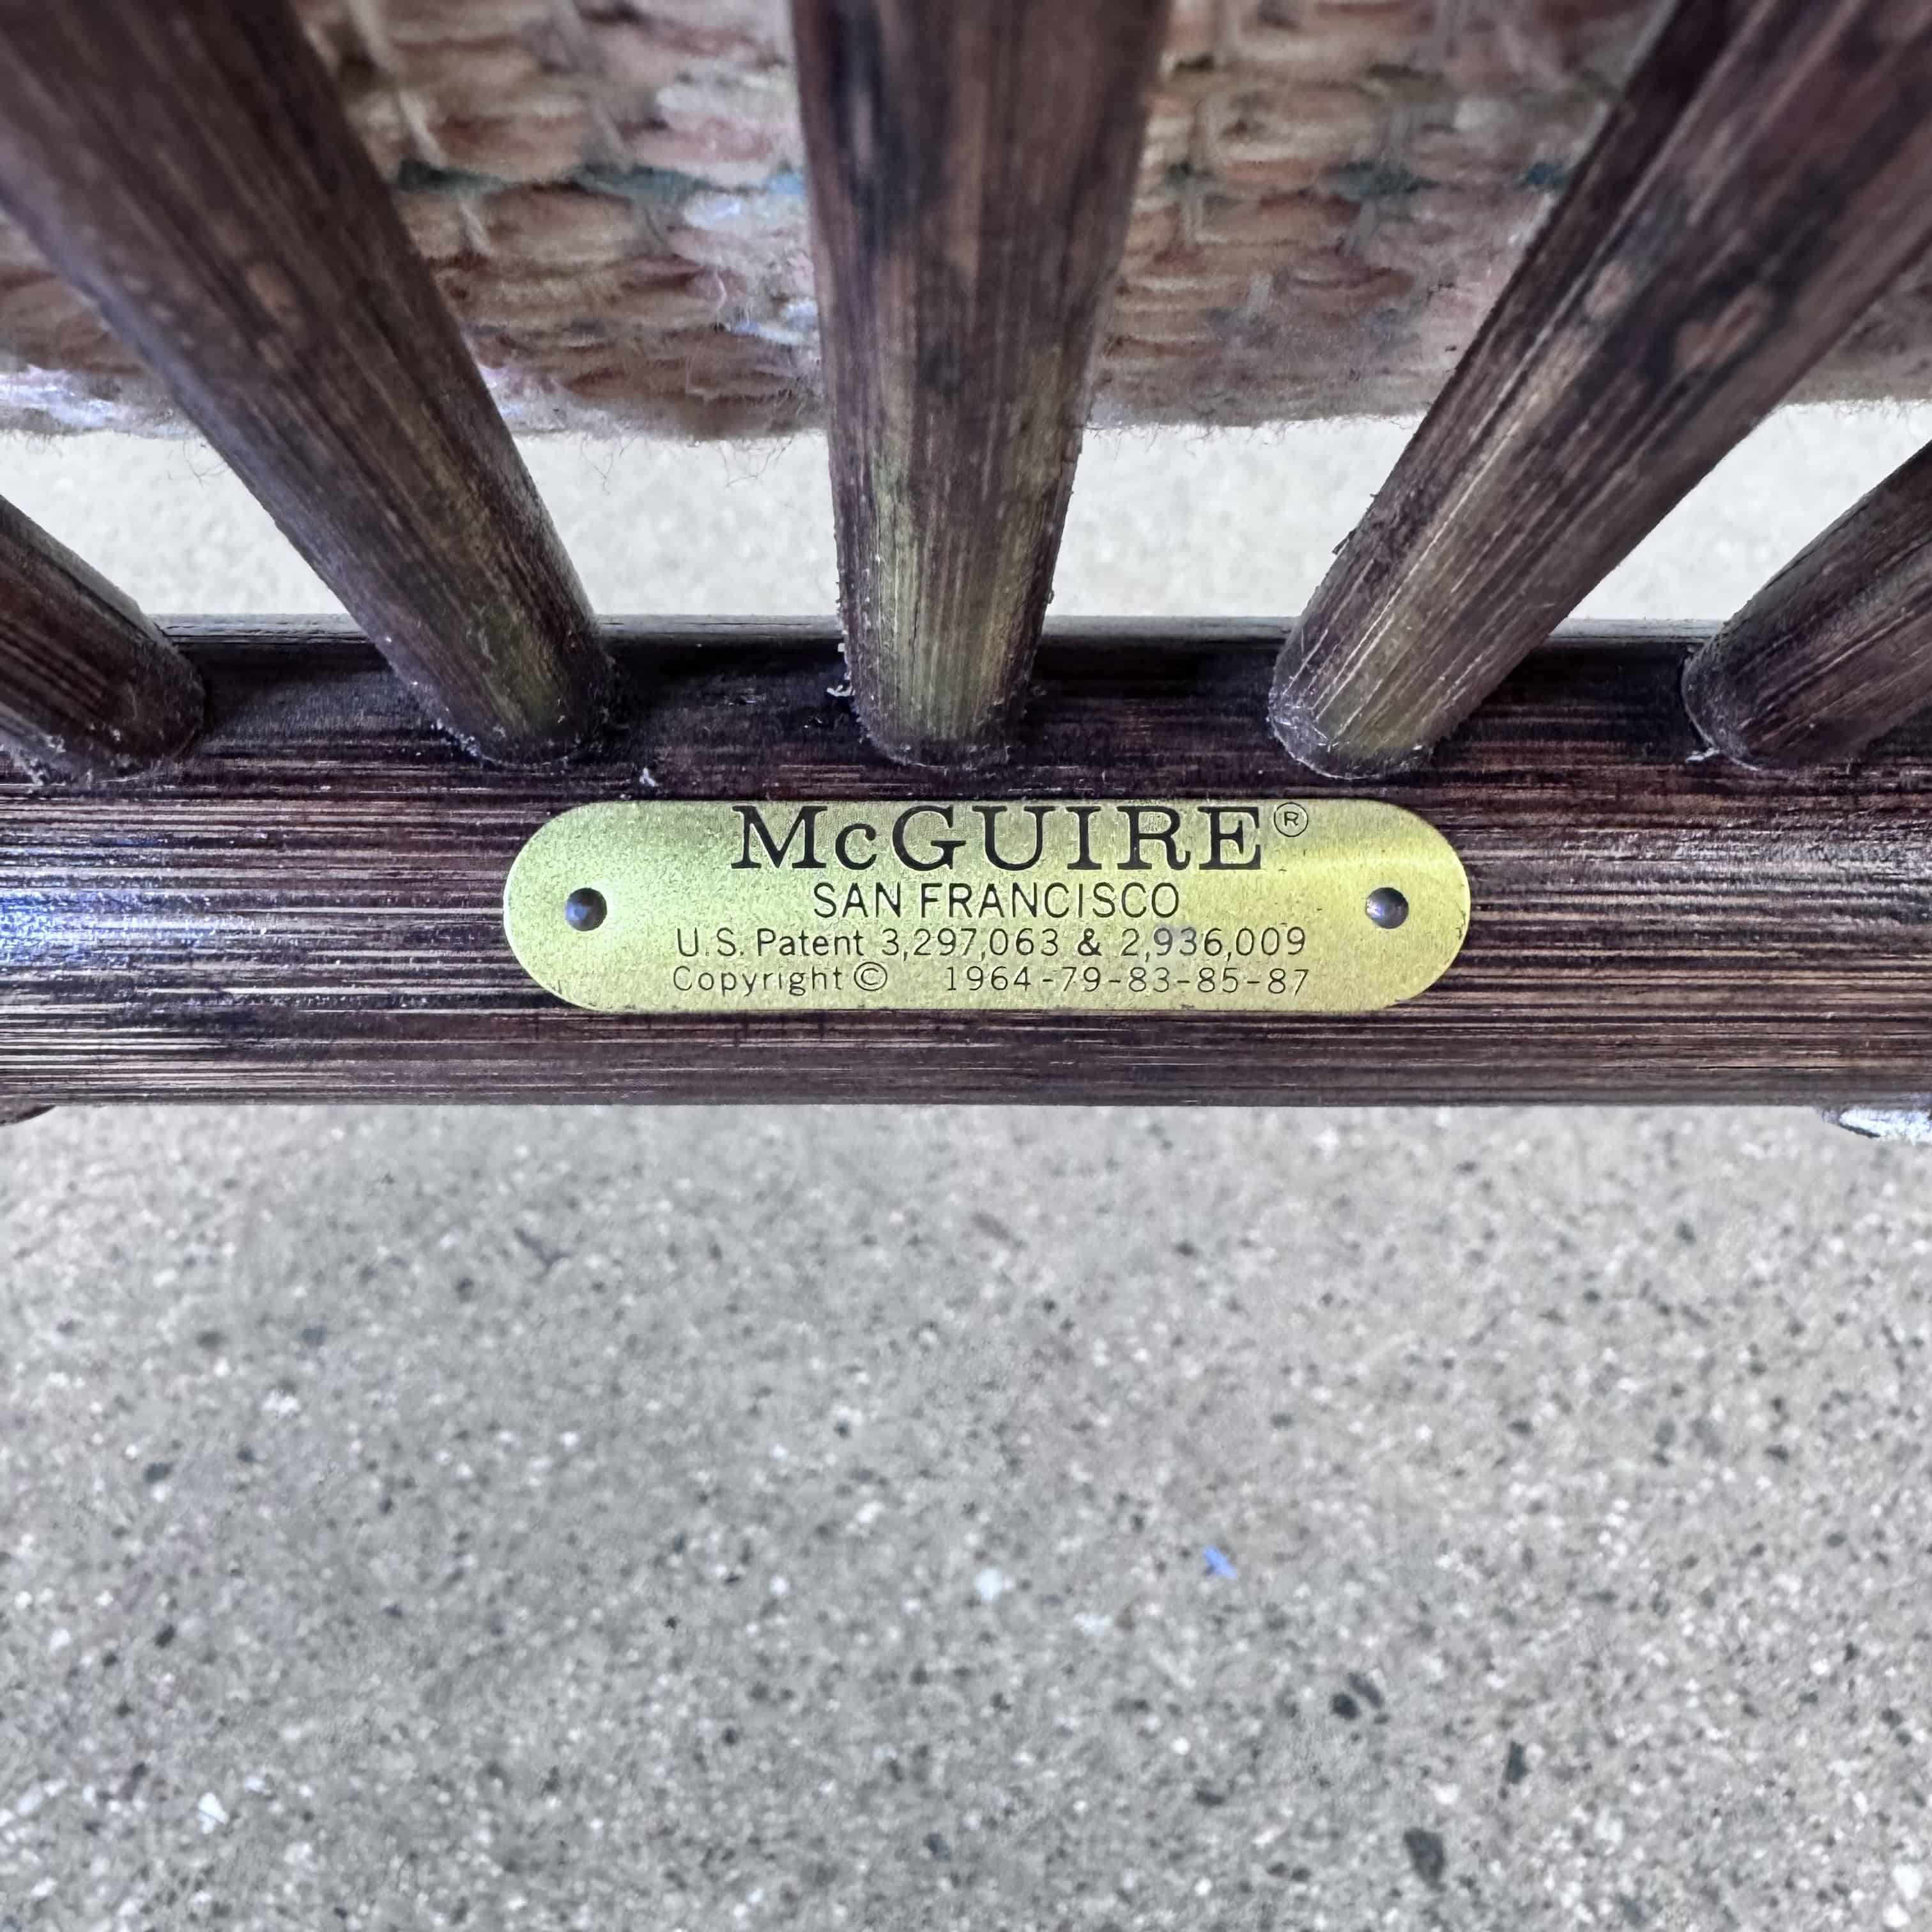 McGUIRE®
SAN FRANCISCO
U.S. Patent 3,297,063 & 2,936,009
Copyright © 1964-79-83-85-87